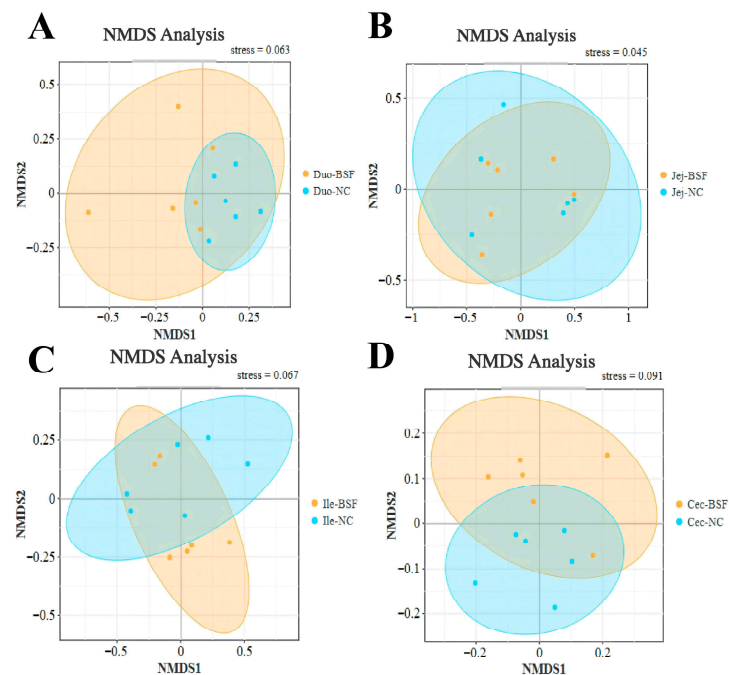 A
NMDS Analysis
stress = 0.063
0.5
0.25
0
−0.25
NMDS2
−0.5
−0.25
0
0.25
NMDS1
Duo-BSF
Duo-NC
B
NMDS Analysis
stress = 0.045
0.5
0
−0.5
NMDS2
−1
−0.5
0
0.5
1
NMDS1
Jej-BSF
Jej-NC
C
NMDS Analysis
stress = 0.067
0.25
0
−0.25
−0.5
NMDS2
−0.5
0
0.5
NMDS1
Ile-BSF
Ile-NC
D
NMDS Analysis
stress = 0.091
0.2
0.1
0
−0.1
−0.2
NMDS2
−0.2
0
0.2
NMDS1
Cec-BSF
Cec-NC